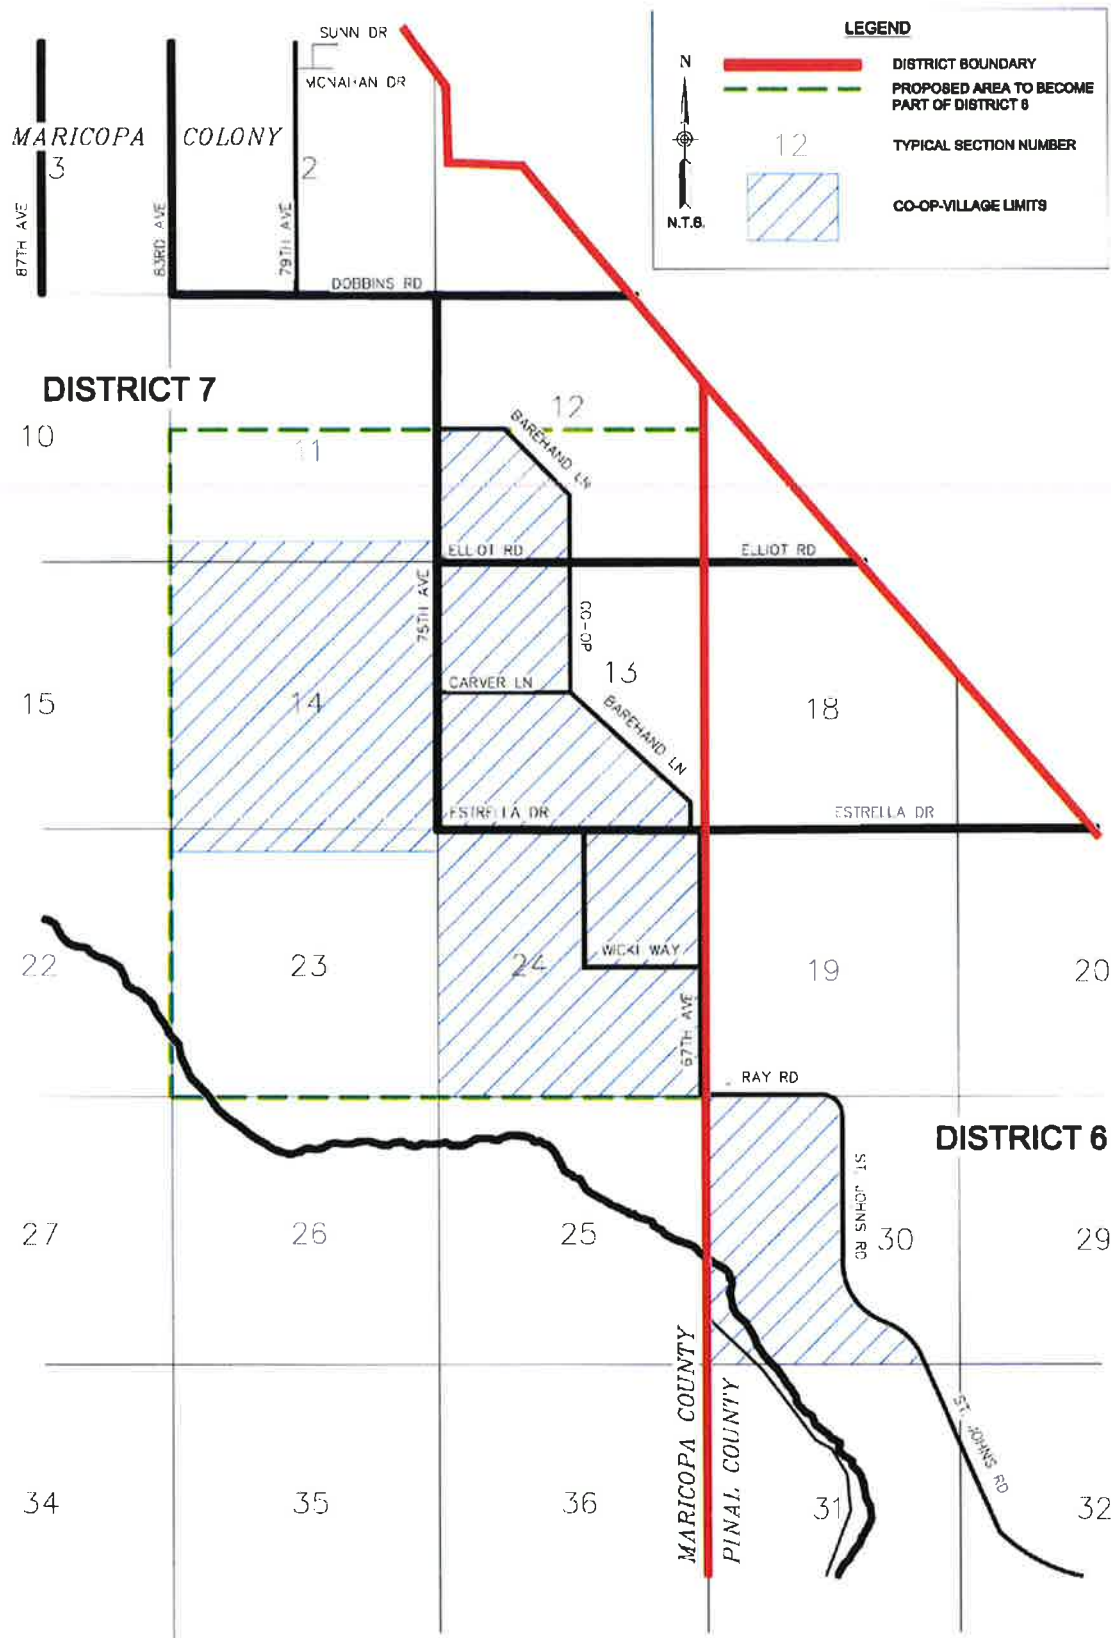 SUNN DR
MCNAHAN DR
MARICOPA COLONY
3
2
87TH AVE
83RD AVE
79TH AVE
DOBBINS RD
LEGEND
N
N.T.S.
DISTRICT BOUNDARY
PROPOSED AREA TO BECOME
PART OF DISTRICT 6
12
TYPICAL SECTION NUMBER
CO-OP-VILLAGE LIMITS
DISTRICT 7
10
11
12
BAREHAND LN
ELLIOT RD
ELLIOT RD
75TH AVE
CO-OP
15
14
CARVER LN
13
BAREHAND LN
18
ESTRELLA DR
ESTRELLA DR
22
23
24
WICKI WAY
67TH AVE
19
20
RAY RD
DISTRICT 6
ST. JOHNS RD
27
26
25
30
29
MARICOPA COUNTY
PINAL COUNTY
ST. JOHNS RD
34
35
36
31
32